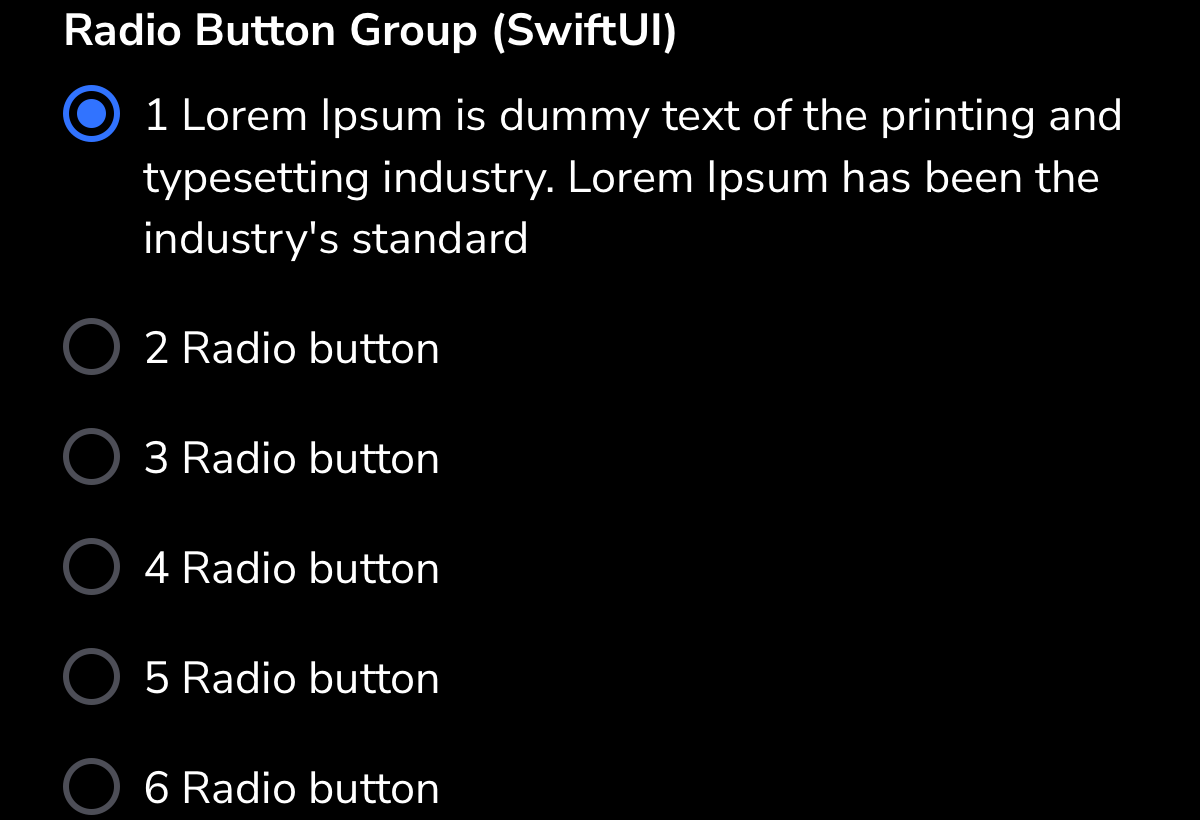 Radio Button Group (SwiftUI)
1 Lorem Ipsum is dummy text of the printing and
typesetting industry. Lorem Ipsum has been the
industry's standard
2 Radio button
3 Radio button
4 Radio button
5 Radio button
6 Radio button